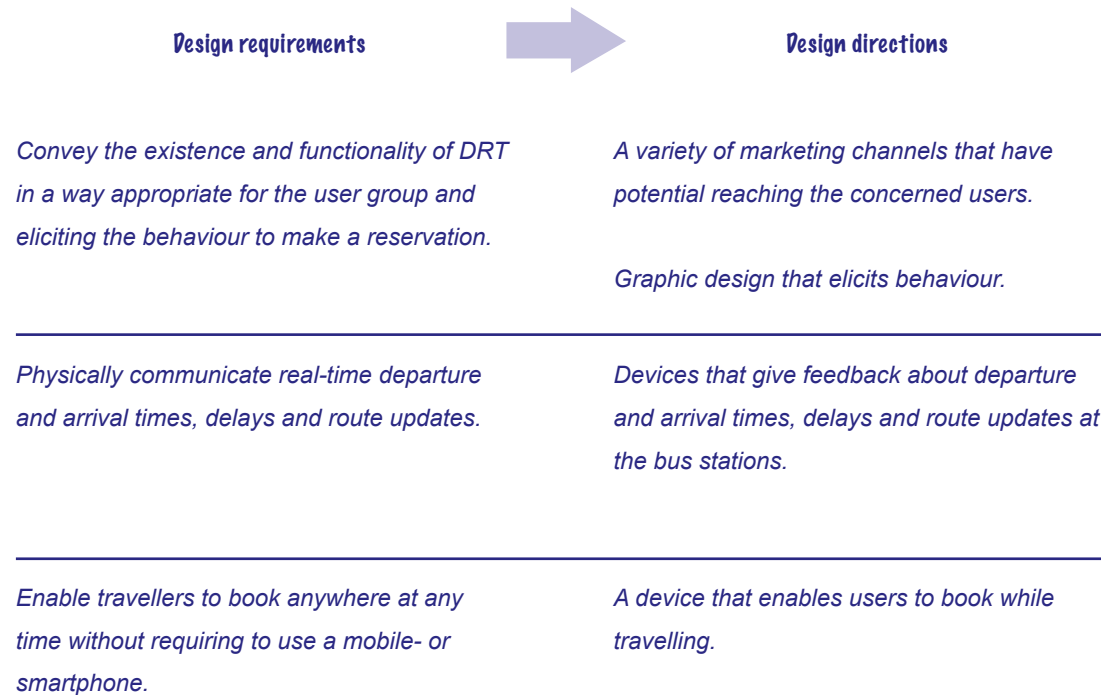 Design requirements
Design directions
Convey the existence and functionality of DRT
in a way appropriate for the user group and
eliciting the behaviour to make a reservation.
A variety of marketing channels that have
potential reaching the concerned users.
Graphic design that elicits behaviour.
Physically communicate real-time departure
and arrival times, delays and route updates.
Devices that give feedback about departure
and arrival times, delays and route updates at
the bus stations.
Enable travellers to book anywhere at any
time without requiring to use a mobile- or
smartphone.
A device that enables users to book while
travelling.